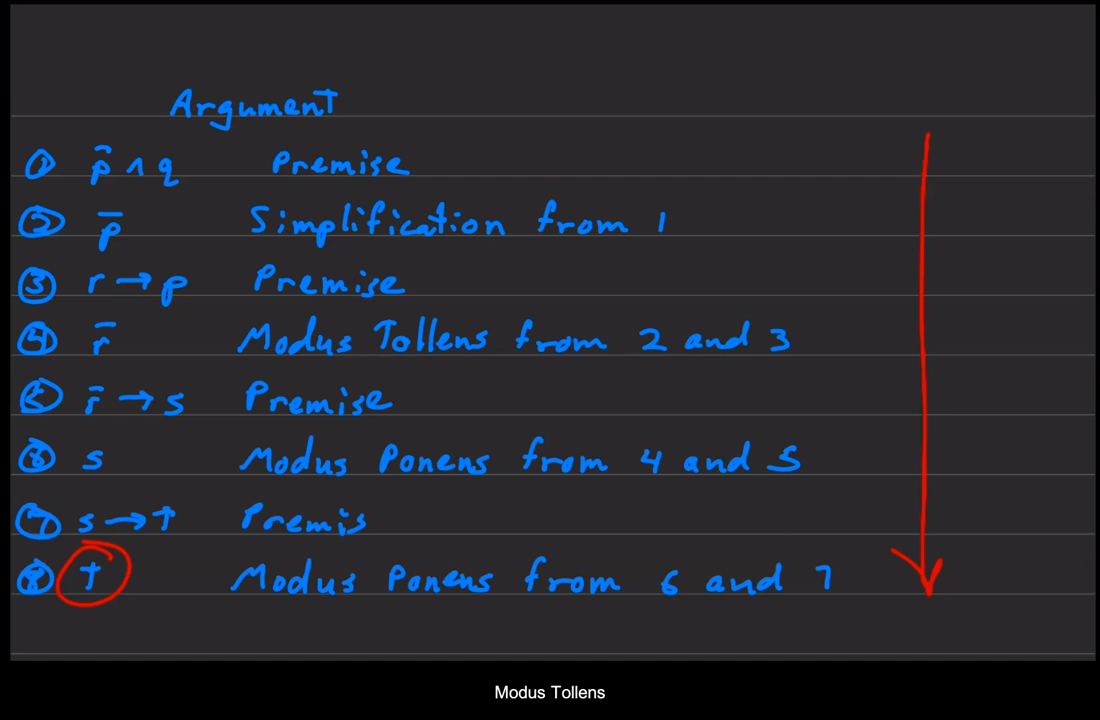 Argument
① p̄ ∧ q Premise
② p̄ Simplification from 1
③ r → p Premise
④ r̄ Modus Tollens from 2 and 3
⑤ r̄ → s Premise
⑥ s Modus Ponens from 4 and 5
⑦ s → t Premis
⑧ t Modus Ponens from 6 and 7
Modus Tollens